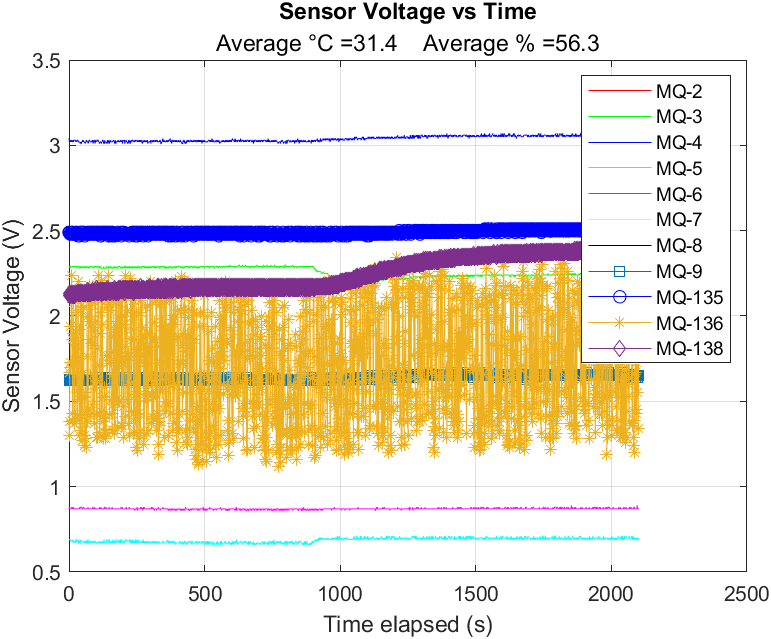 Sensor Voltage vs Time
Average °C =31.4 Average % =56.3
3.5
3
2.5
2
1.5
1
0.5
Sensor Voltage (V)
MQ-2
MQ-3
MQ-4
MQ-5
MQ-6
MQ-7
MQ-8
MQ-9
MQ-135
MQ-136
MQ-138
0 500 1000 1500 2000 2500
Time elapsed (s)